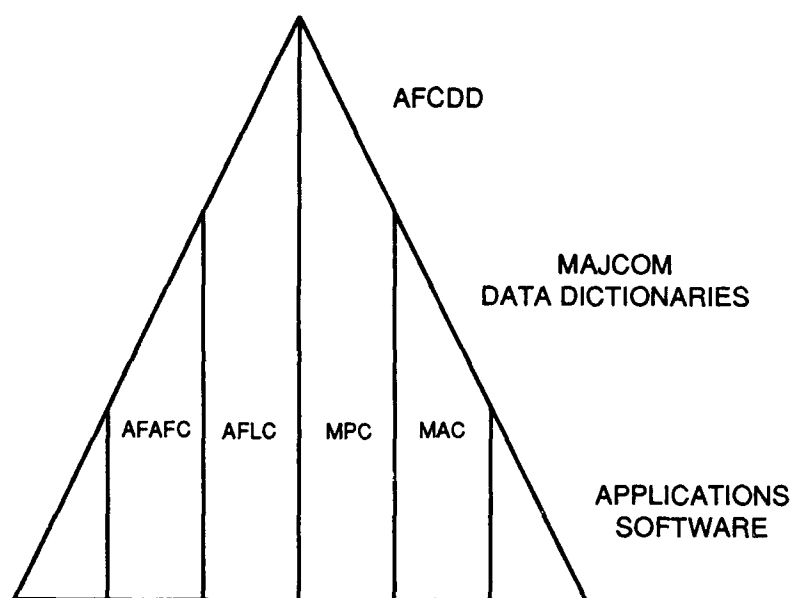 AFCDD
MAJCOM
DATA DICTIONARIES
AFAFC AFLC MPC MAC
APPLICATIONS
SOFTWARE